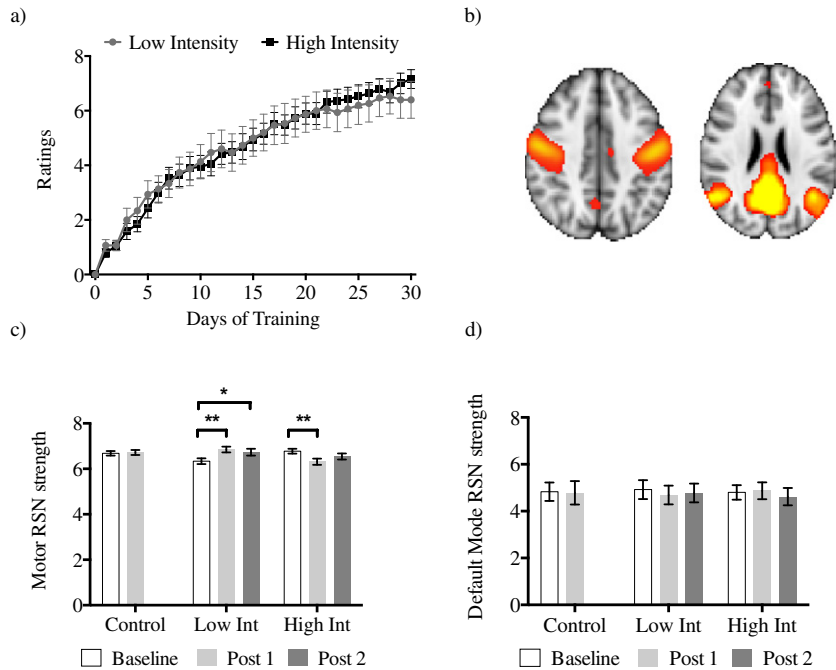 a)
Low Intensity High Intensity
8
6
4
2
0
Ratings
0 5 10 15 20 25 30
Days of Training
b)
c)
8
6
4
2
0
Motor RSN strength
*
** **
Control Low Int High Int
Baseline Post 1 Post 2
d)
8
6
4
2
0
Default Mode RSN strength
Control Low Int High Int
Baseline Post 1 Post 2